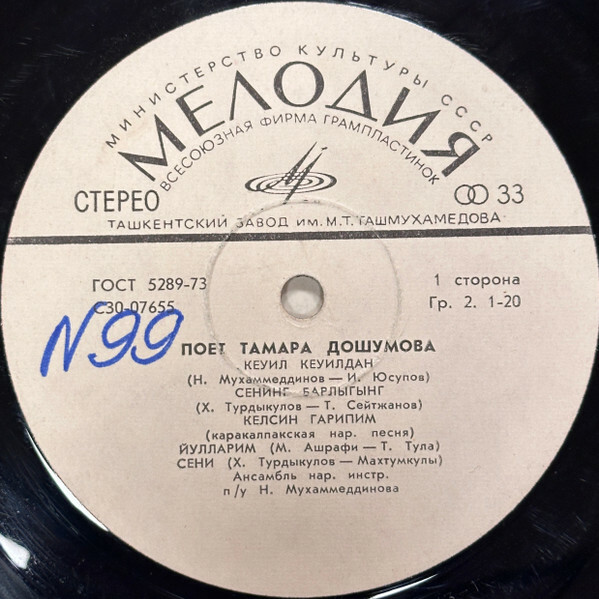 МИНИСТЕРСТВО КУЛЬТУРЫ СССР
МЕЛОДИЯ
ВСЕСОЮЗНАЯ ФИРМА ГРАМПЛАСТИНОК
СТЕРЕО 33
ТАШКЕНТСКИЙ ЗАВОД ИМ. М.Т. ТАШМУХАМЕДОВА
ГОСТ 5289-73 1 сторона
С30-07655 Гр. 2. 1-20
N99
ПОЕТ ТАМАРА ДОШУМОВА
КЕУИЛ КЕУИЛДАН
(Н. Мухаммеддинов — И. Юсупов)
СЕНИНГ БАРЛЫГЫНГ
(Х. Турдыкулов — Т. Сейтжанов)
КЕЛСИН ГАРИПИМ
(каракалпакская нар. песня)
ЙУЛЛАРИМ (М. Ашрафи — Т. Тула)
СЕНИ (Х. Турдыкулов — Махтумкулы)
Ансамбль нар. инстр.
п/у Н. Мухаммеддинова